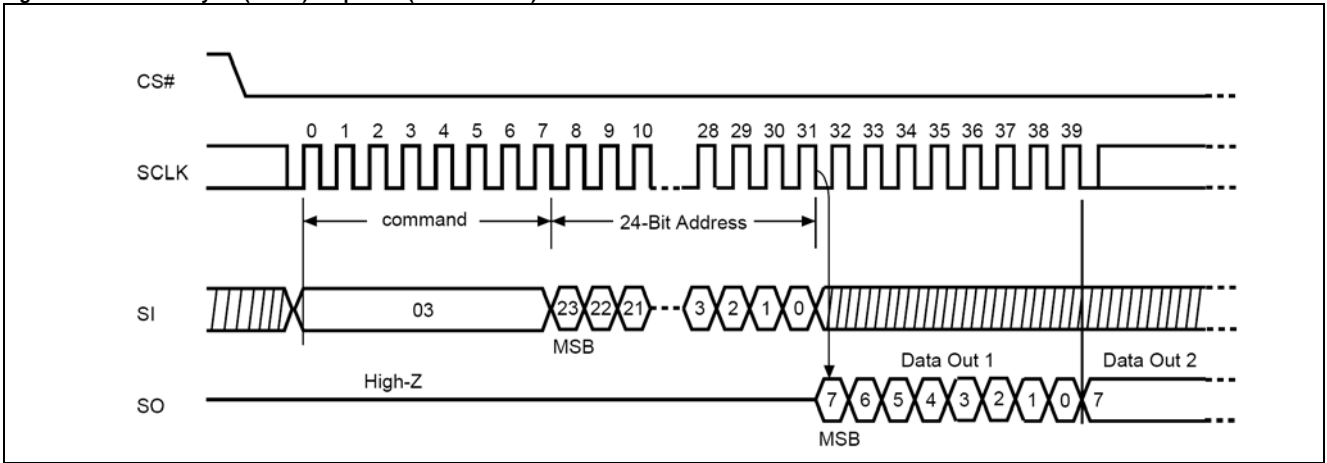 CS#
0 1 2 3 4 5 6 7 8 9 10 28 29 30 31 32 33 34 35 36 37 38 39
SCLK
command 24-Bit Address
SI 03 23 22 21 3 2 1 0
MSB
Data Out 1 Data Out 2
High-Z
SO 7 6 5 4 3 2 1 0 7
MSB